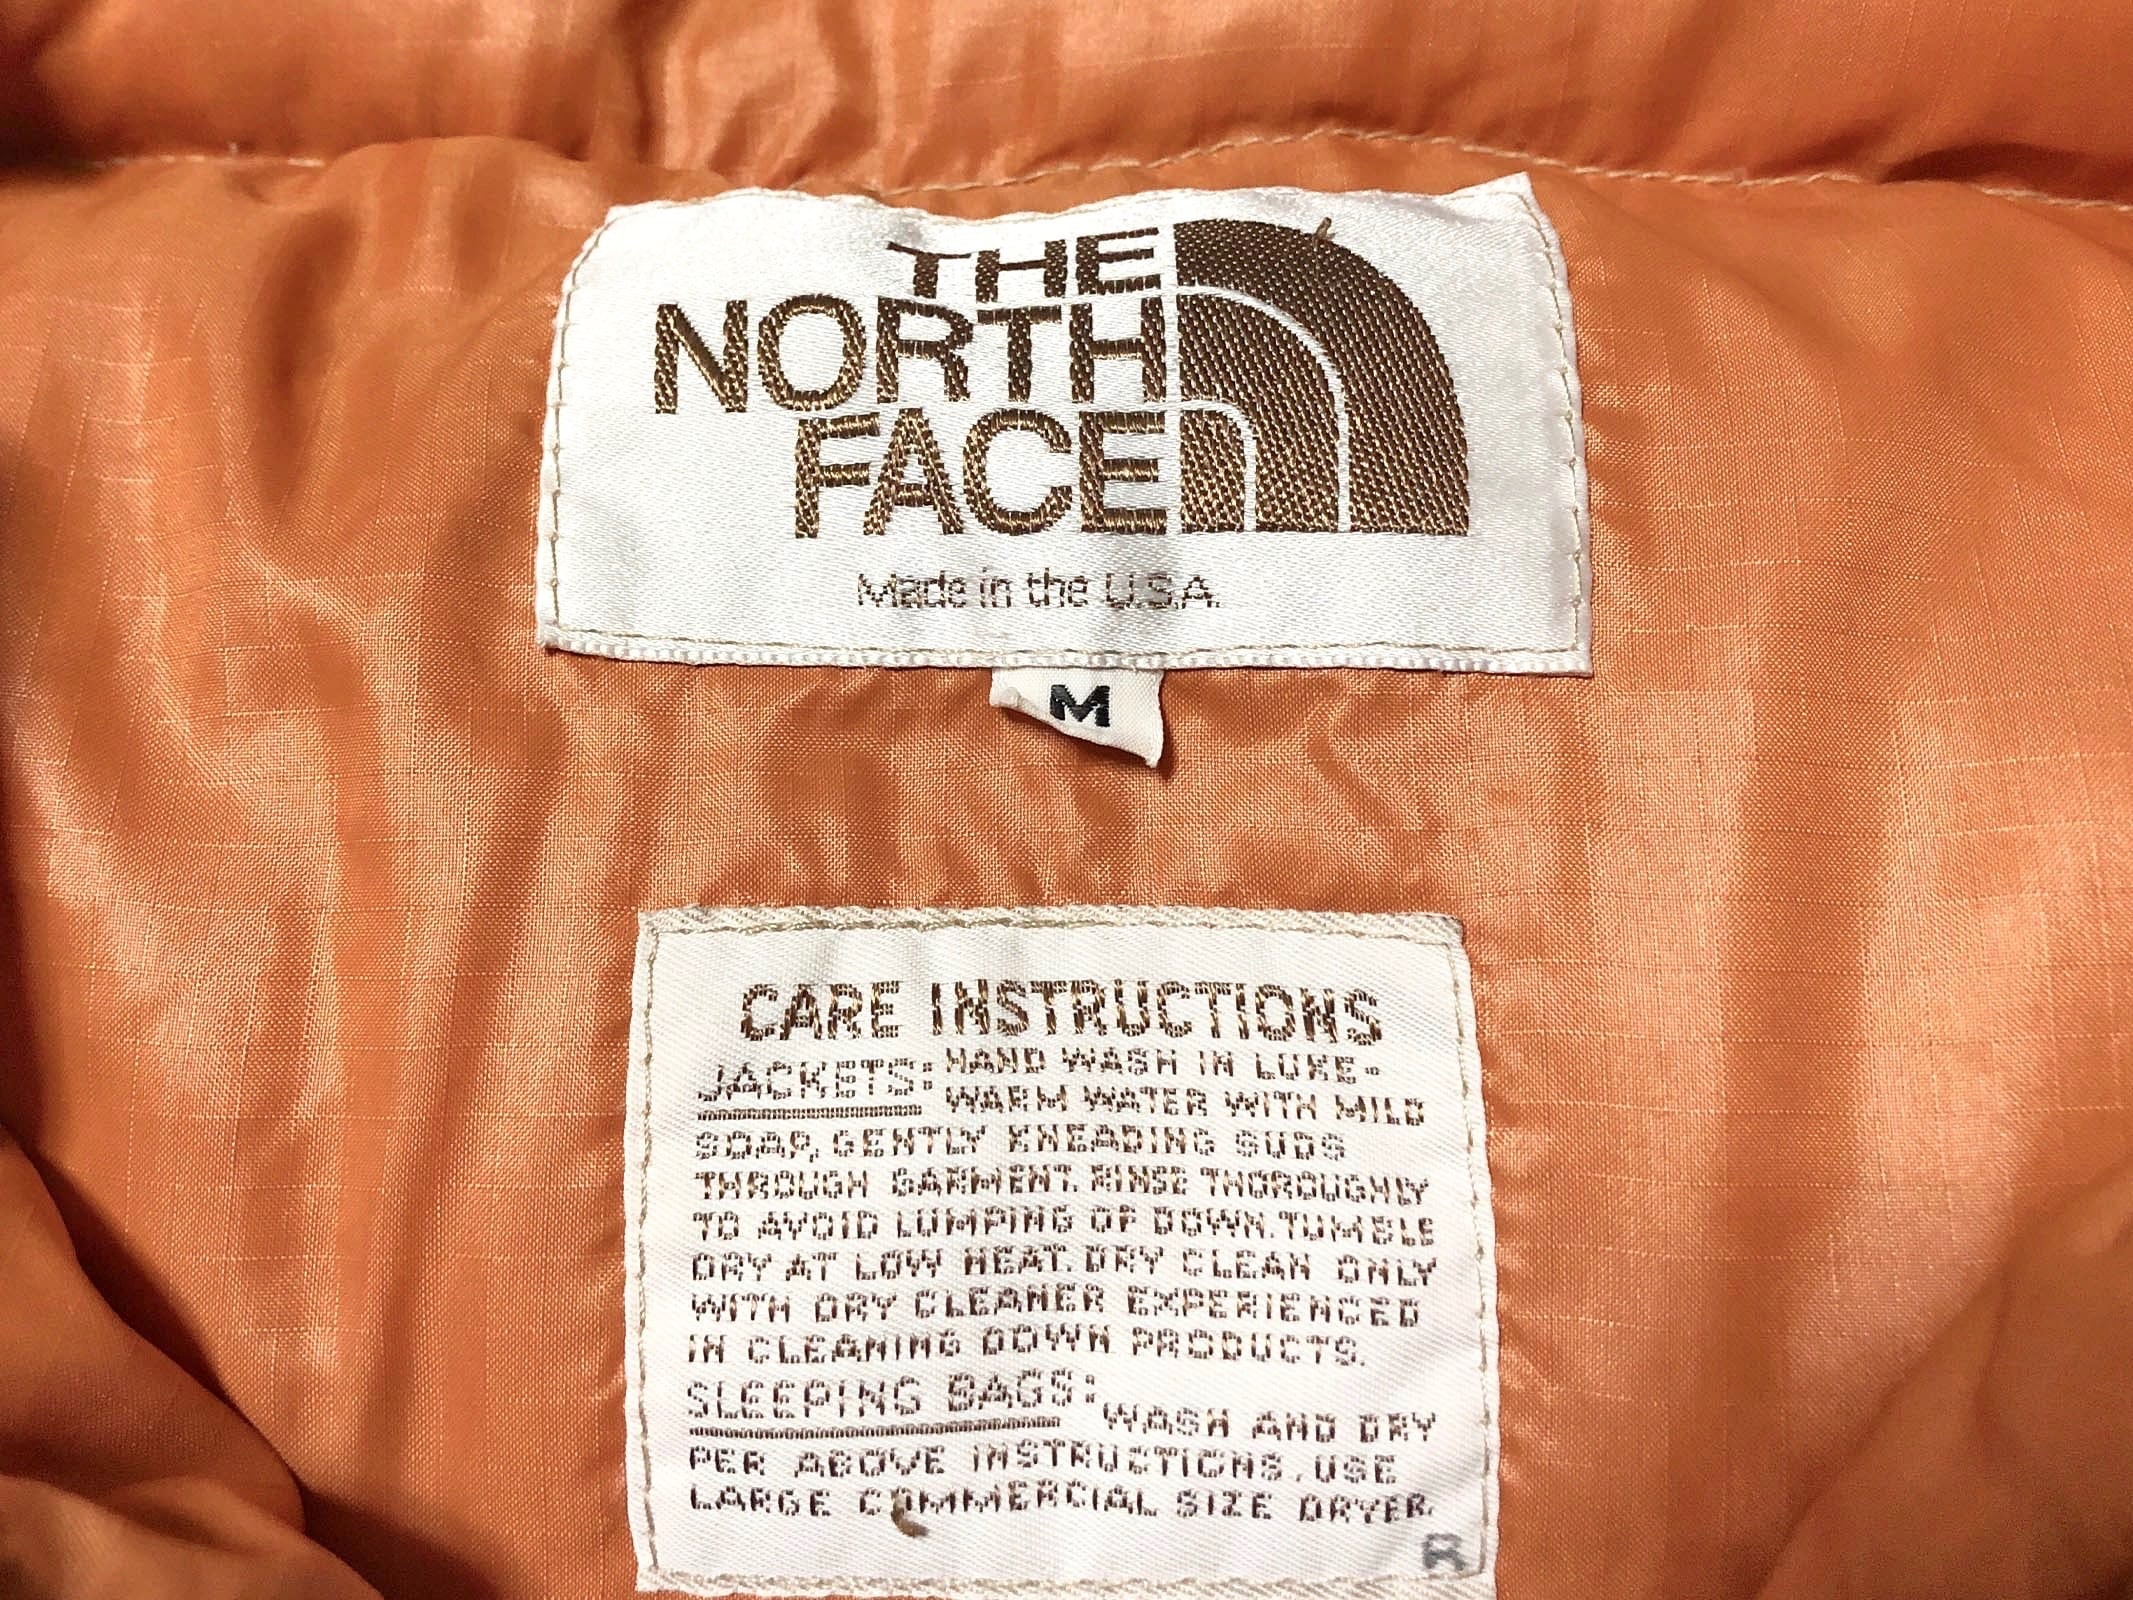 THE
NORTH
FACE
Made in the U.S.A.
M
CARE INSTRUCTIONS
JACKETS: HAND WASH IN LUKE-
WARM WATER WITH MILD
SOAP, GENTLY KNEADING SUDS
THROUGH GARMENT. RINSE THOROUGHLY
TO AVOID LUMPING OF DOWN. TUMBLE
DRY AT LOW HEAT. DRY CLEAN ONLY
WITH DRY CLEANER EXPERIENCED
IN CLEANING DOWN PRODUCTS.
SLEEPING BAGS: WASH AND DRY
PER ABOVE INSTRUCTIONS. USE
LARGE COMMERCIAL SIZE DRYER.
R